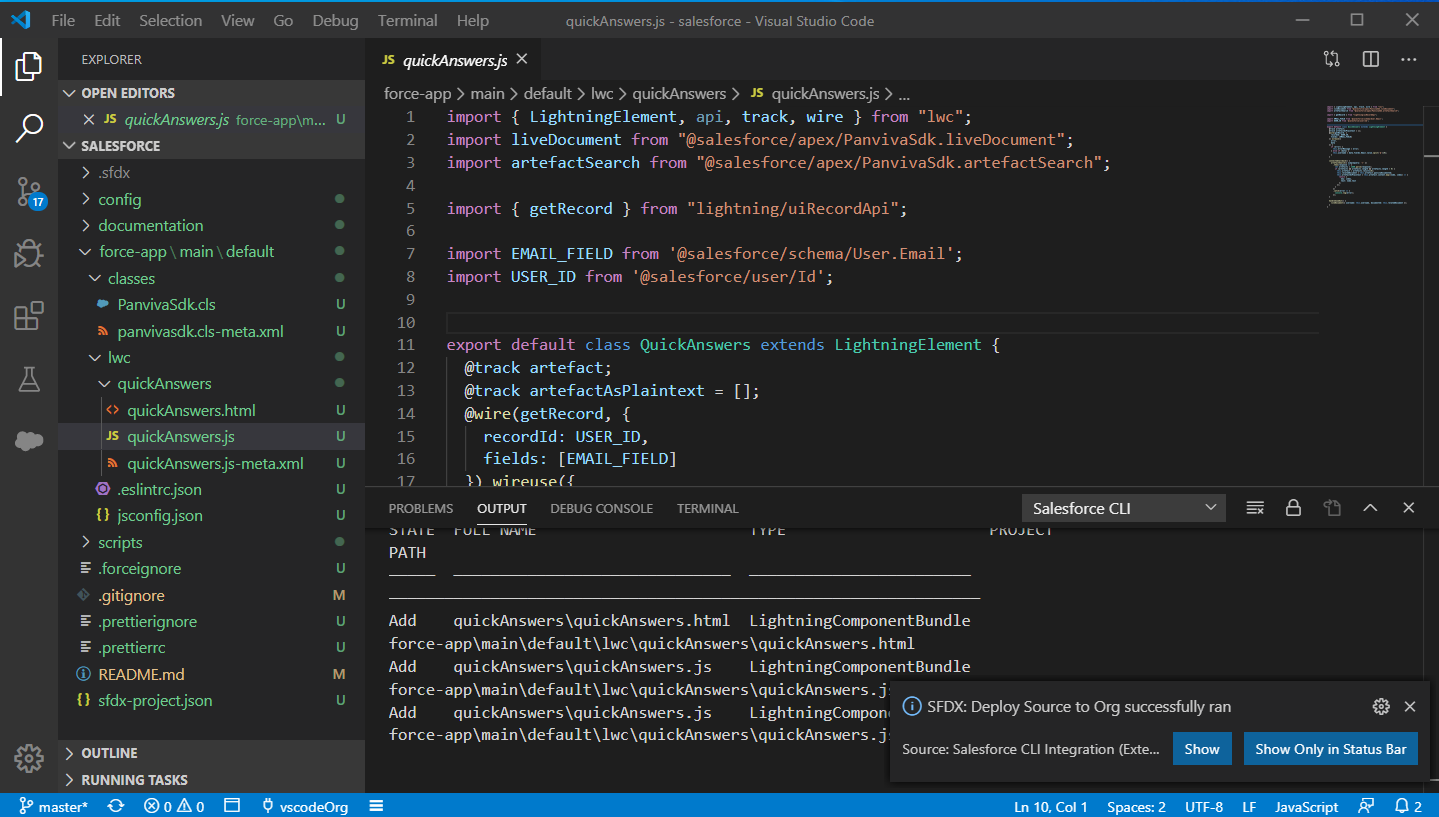 File Edit Selection View Go Debug Terminal Help quickAnswers.js - salesforce - Visual Studio Code
EXPLORER
OPEN EDITORS
JS quickAnswers.js force-app\m... U
SALESFORCE
.sfdx
config
documentation
force-app \ main \ default
classes
PanvivaSdk.cls U
panvivasdk.cls-meta.xml U
lwc
quickAnswers
<> quickAnswers.html U
JS quickAnswers.js U
quickAnswers.js-meta.xml U
.eslintrc.json U
{} jsconfig.json U
scripts
.forceignore U
.gitignore M
.prettierignore U
.prettierrc U
README.md M
{} sfdx-project.json U
OUTLINE
RUNNING TASKS
17
JS quickAnswers.js
force-app > main > default > lwc > quickAnswers > JS quickAnswers.js > ...
1 import { LightningElement, api, track, wire } from "lwc";
2 import liveDocument from "@salesforce/apex/PanvivaSdk.liveDocument";
3 import artefactSearch from "@salesforce/apex/PanvivaSdk.artefactSearch";
4
5 import { getRecord } from "lightning/uiRecordApi";
6
7 import EMAIL_FIELD from '@salesforce/schema/User.Email';
8 import USER_ID from '@salesforce/user/Id';
9
10
11 export default class QuickAnswers extends LightningElement {
12 @track artefact;
13 @track artefactAsPlaintext = [];
14 @wire(getRecord, {
15 recordId: USER_ID,
16 fields: [EMAIL_FIELD]
17 }) wireuse({
PROBLEMS OUTPUT DEBUG CONSOLE TERMINAL Salesforce CLI
STATE FULL NAME TYPE PROJECT
PATH
Add quickAnswers\quickAnswers.html LightningComponentBundle
force-app\main\default\lwc\quickAnswers\quickAnswers.html
Add quickAnswers\quickAnswers.js LightningComponentBundle
force-app\main\default\lwc\quickAnswers\quickAnswers.js
Add quickAnswers\quickAnswers.js LightningCompone
force-app\main\default\lwc\quickAnswers\quickAnswers.js
SFDX: Deploy Source to Org successfully ran
Source: Salesforce CLI Integration (Exte... Show Show Only in Status Bar
master* 0 0 vscodeOrg Ln 10, Col 1 Spaces: 2 UTF-8 LF JavaScript 2